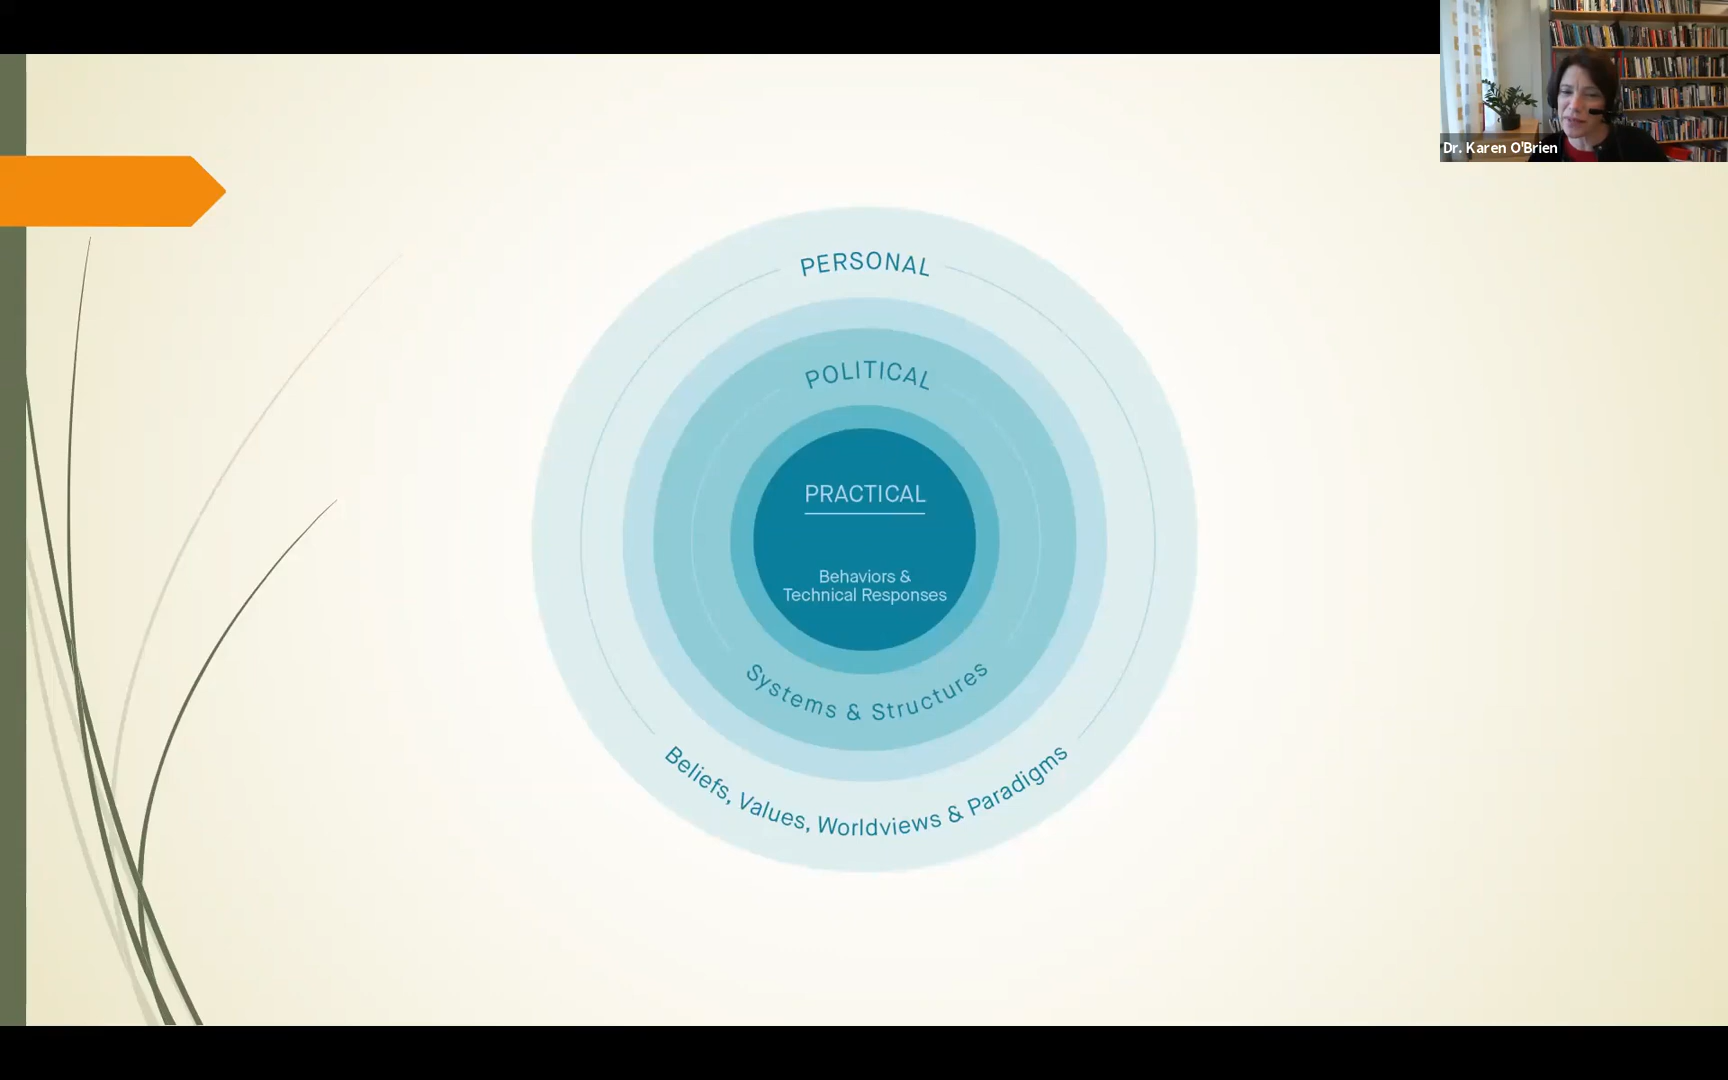 Dr. Karen O'Brien
PERSONAL
POLITICAL
PRACTICAL
Behaviors &
Technical Responses
Systems & Structures
Beliefs, Values, Worldviews & Paradigms